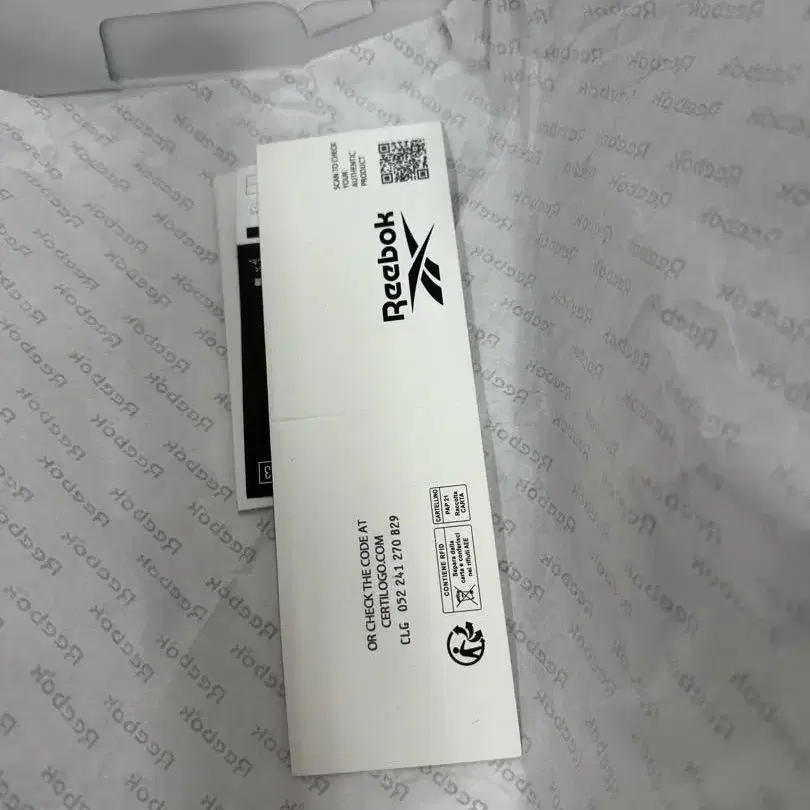 SCAN TO CHECK
YOUR
AUTHENTIC
PRODUCT
Reebok
OR CHECK THE CODE AT
CERTILOGO.COM
CLG 052 241 270 829
CONTIENE RFID
Separa dalla
carta e conferisci
nei rifiuti AEE
CARTELLINO
PAP 21
Raccolta
CARTA